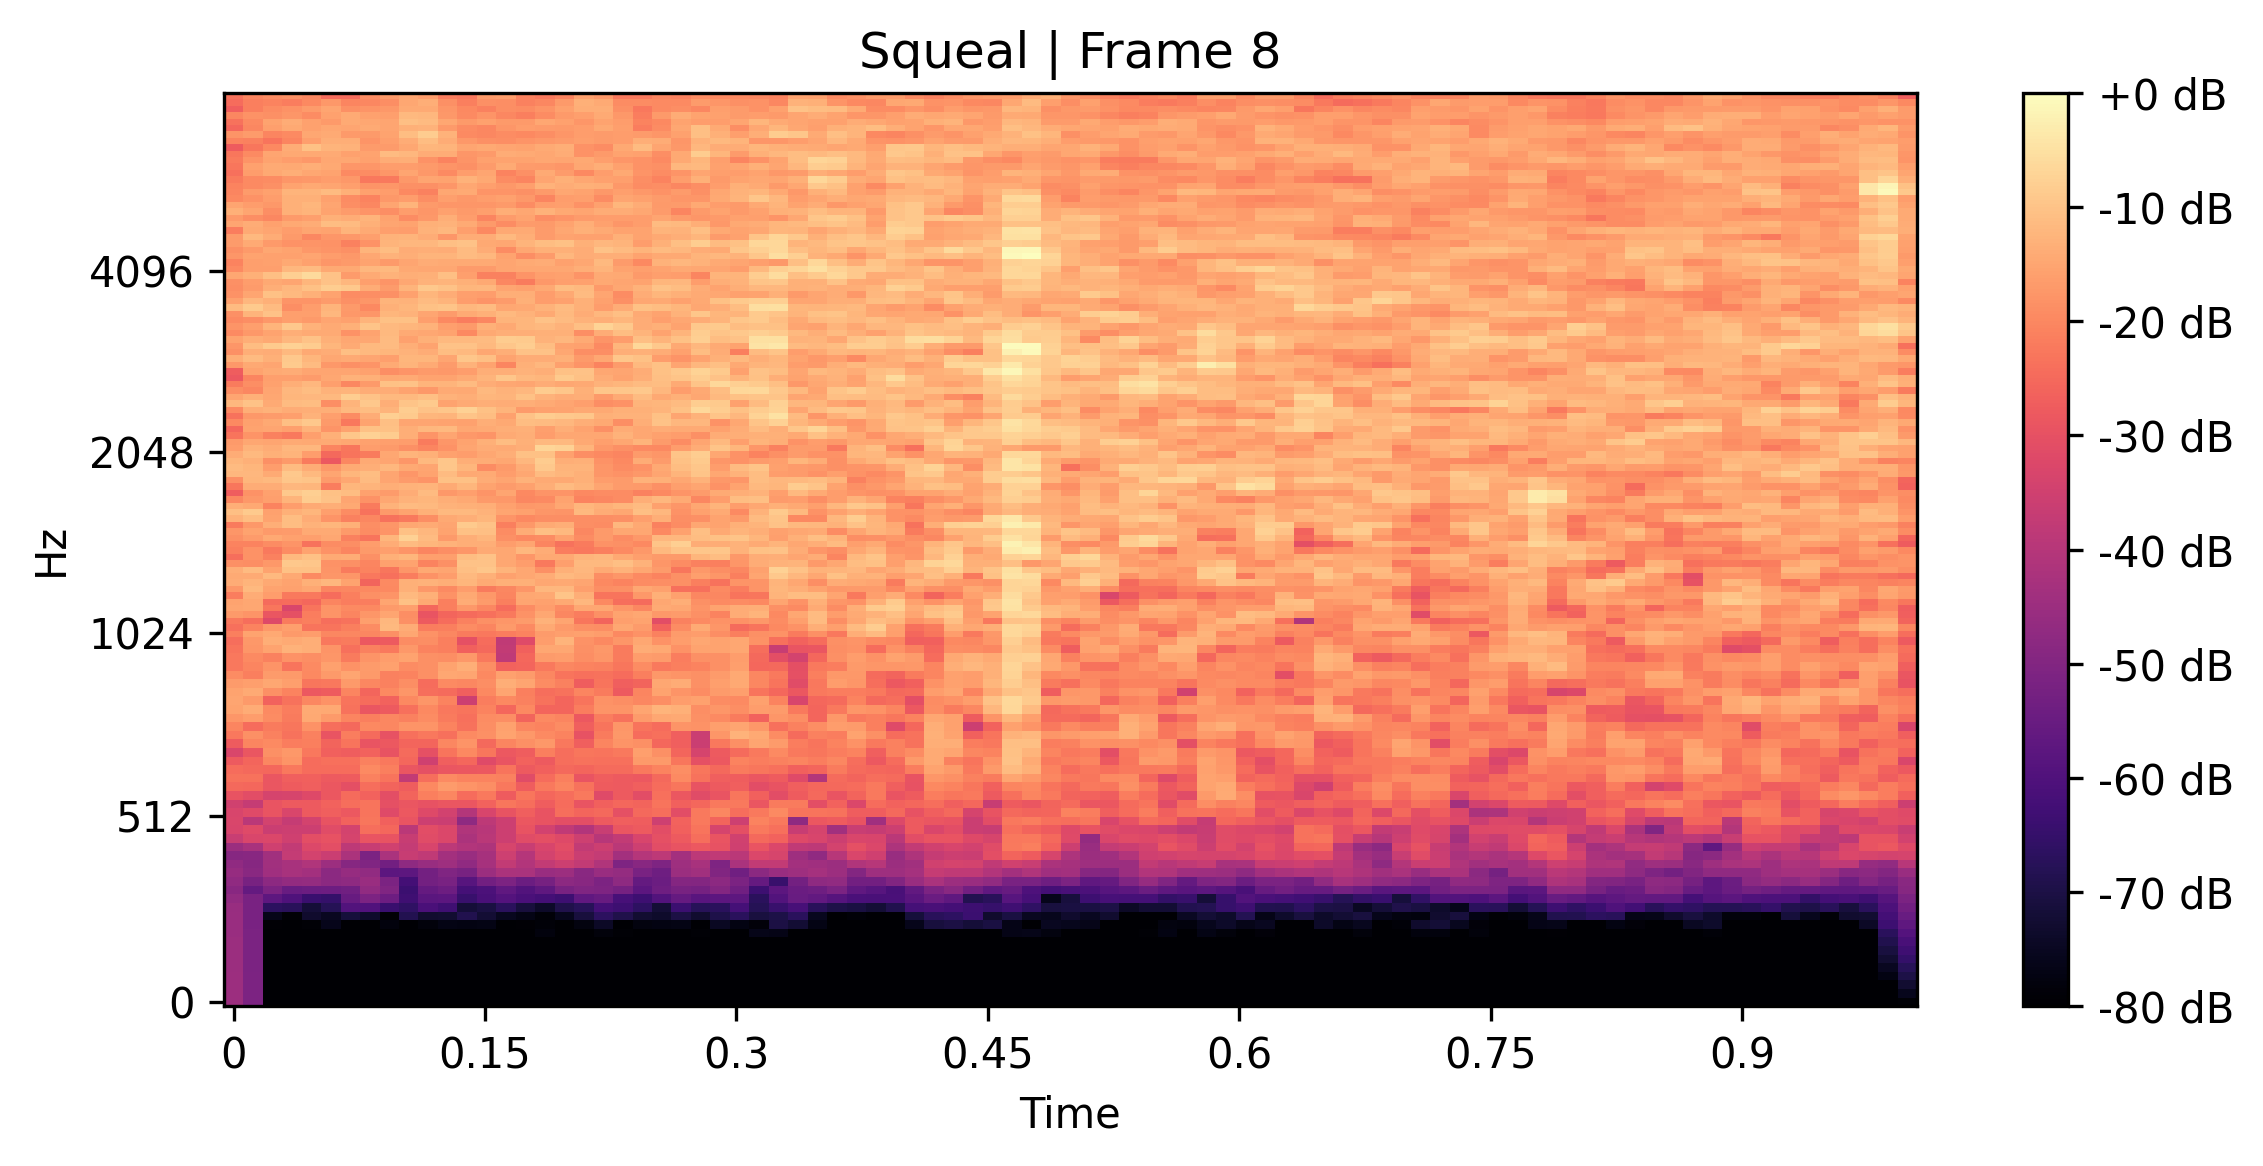 Squeal | Frame 8
Hz
4096
2048
1024
512
0
0 0.15 0.3 0.45 0.6 0.75 0.9
Time
+0 dB
-10 dB
-20 dB
-30 dB
-40 dB
-50 dB
-60 dB
-70 dB
-80 dB